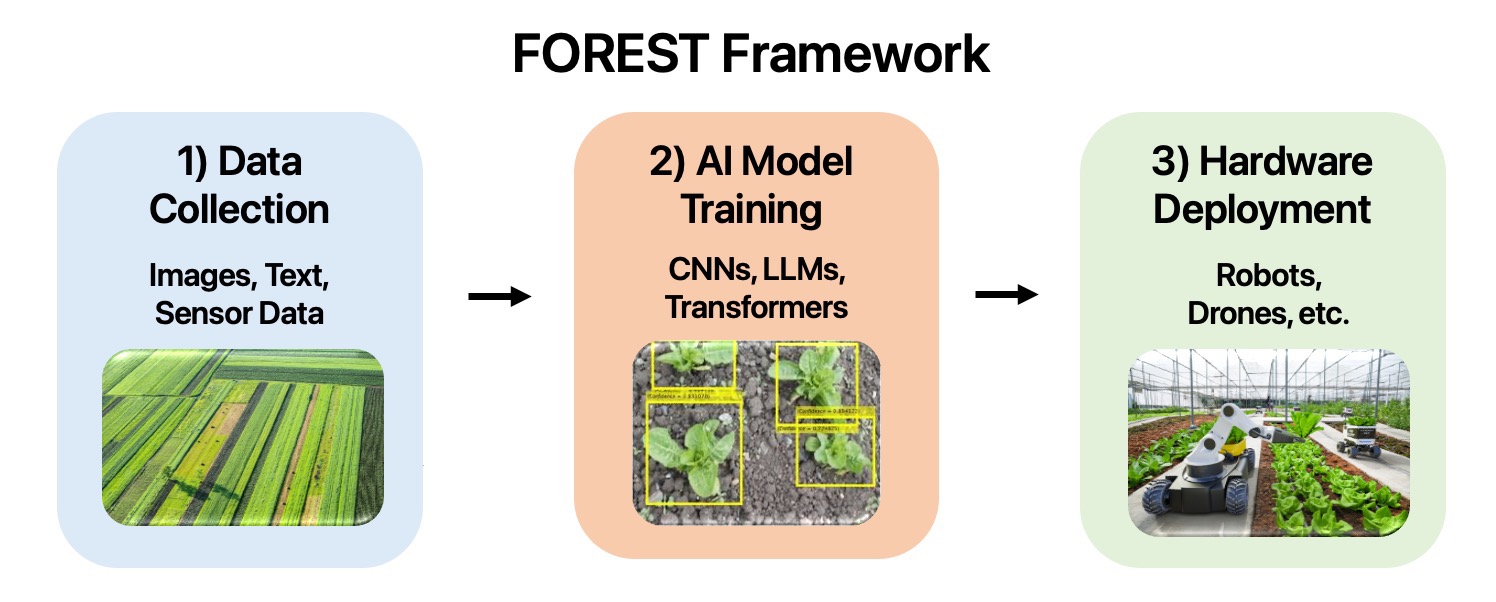 FOREST Framework
1) Data
Collection
Images, Text,
Sensor Data
2) AI Model
Training
CNNs, LLMs,
Transformers
3) Hardware
Deployment
Robots,
Drones, etc.